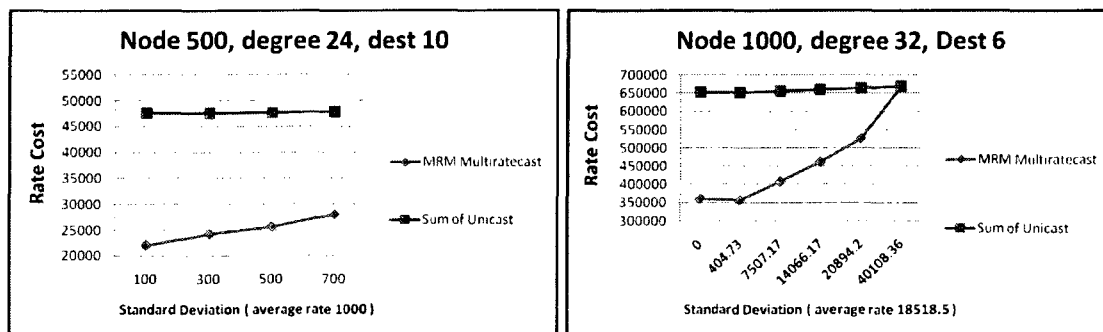 Node 500, degree 24, dest 10
55000
50000
45000
40000
35000
30000
25000
20000
Rate Cost
MRM Multiratecast
Sum of Unicast
100 300 500 700
Standard Deviation ( average rate 1000 )
Node 1000, degree 32, Dest 6
700000
650000
600000
550000
500000
450000
400000
350000
300000
Rate Cost
MRM Multiratecast
Sum of Unicast
0 404.73 7507.17 14066.17 20894.2 40108.36
Standard Deviation ( average rate 18518.5 )